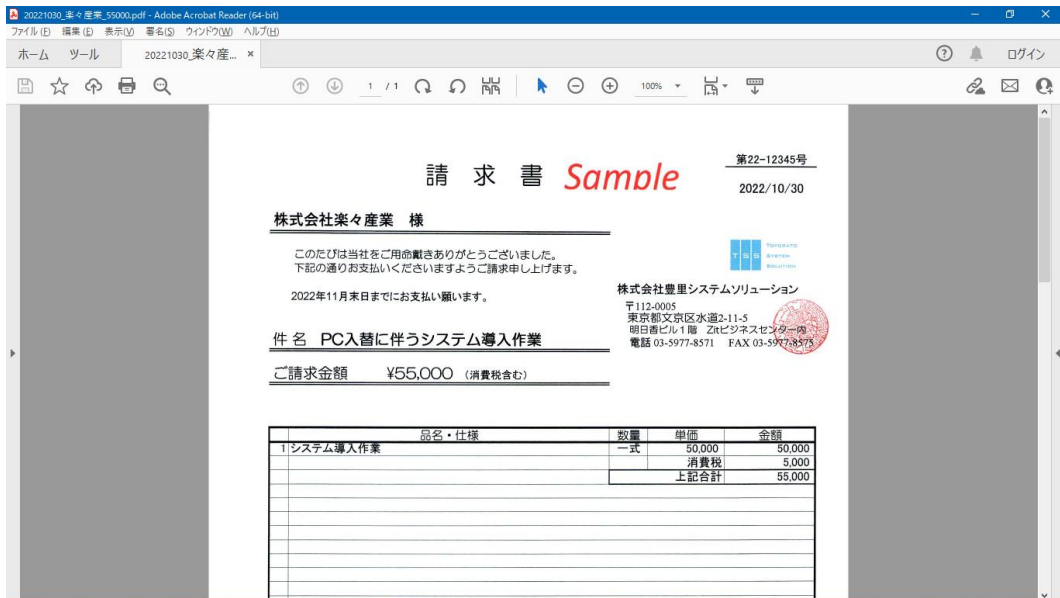 20221030_楽々産業_55000.pdf - Adobe Acrobat Reader (64-bit)
ファイル(F) 編集(E) 表示(V) 署名(S) ウィンドウ(W) ヘルプ(H)
ホーム ツール 20221030_楽々産... × ログイン
1 / 1 100%
請 求 書 Sample
第22-12345号
2022/10/30
株式会社楽々産業 様
このたびは当社をご用命戴きありがとうございました。
下記の通りお支払いくださいますようご請求申し上げます。
2022年11月末日までにお支払い願います。
件 名 PC入替に伴うシステム導入作業
ご請求金額 ¥55,000 (消費税含む)
TSS
TOYOSATO
SYSTEM
SOLUTION
株式会社豊里システムソリューション
〒112-0005
東京都文京区水道2-11-5
明日香ビル1階 Zitビジネスセンター内
電話 03-5977-8571 FAX 03-5977-8575
品名・仕様 数量 単価 金額
1 システム導入作業 一式 50,000 50,000
消費税 5,000
上記合計 55,000